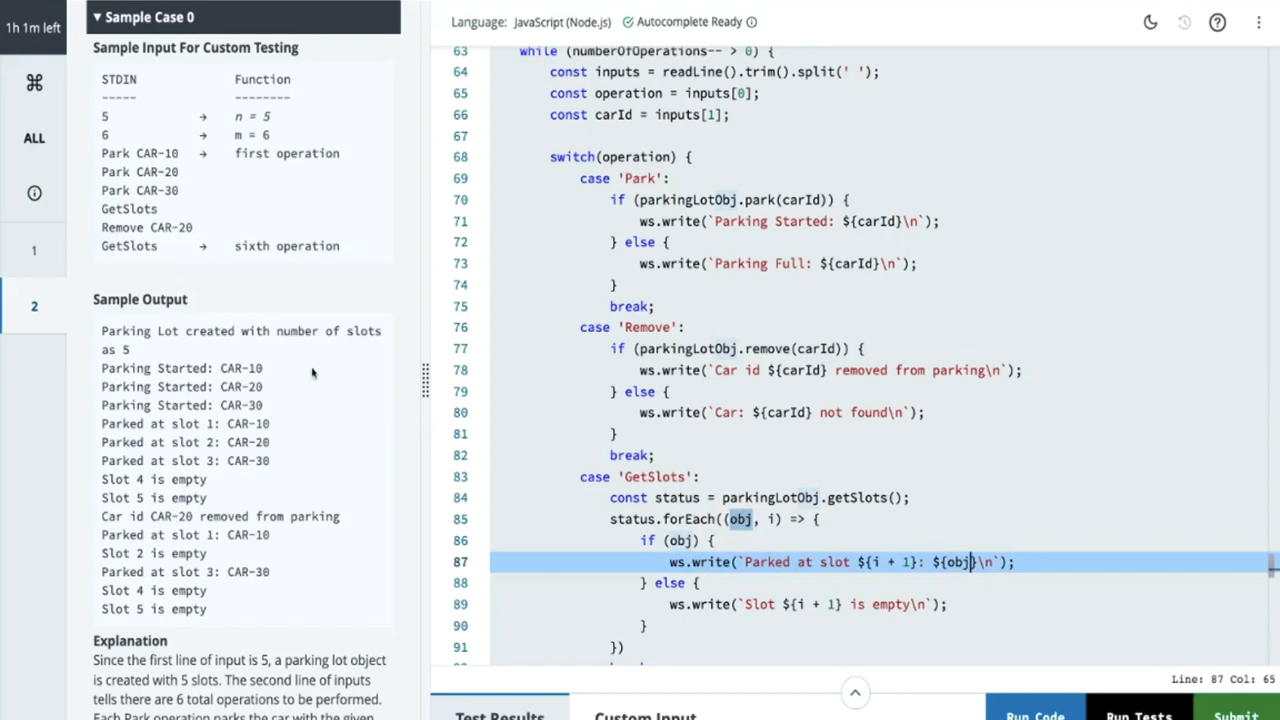 1h 1m left
▼ Sample Case 0
Sample Input For Custom Testing
STDIN Function
----- --------
5 → n = 5
6 → m = 6
Park CAR-10 → first operation
Park CAR-20
Park CAR-30
GetSlots
Remove CAR-20
GetSlots → sixth operation
Sample Output
Parking Lot created with number of slots
as 5
Parking Started: CAR-10
Parking Started: CAR-20
Parking Started: CAR-30
Parked at slot 1: CAR-10
Parked at slot 2: CAR-20
Parked at slot 3: CAR-30
Slot 4 is empty
Slot 5 is empty
Car id CAR-20 removed from parking
Parked at slot 1: CAR-10
Slot 2 is empty
Parked at slot 3: CAR-30
Slot 4 is empty
Slot 5 is empty
Explanation
Since the first line of input is 5, a parking lot object
is created with 5 slots. The second line of inputs
tells there are 6 total operations to be performed.
Each Park operation parks the car with the given
ALL
1
2
Language: JavaScript (Node.js) Autocomplete Ready
63 while (numberOfOperations-- > 0) {
64 const inputs = readLine().trim().split(' ');
65 const operation = inputs[0];
66 const carId = inputs[1];
67
68 switch(operation) {
69 case 'Park':
70 if (parkingLotObj.park(carId)) {
71 ws.write(`Parking Started: ${carId}\n`);
72 } else {
73 ws.write(`Parking Full: ${carId}\n`);
74 }
75 break;
76 case 'Remove':
77 if (parkingLotObj.remove(carId)) {
78 ws.write(`Car id ${carId} removed from parking\n`);
79 } else {
80 ws.write(`Car: ${carId} not found\n`);
81 }
82 break;
83 case 'GetSlots':
84 const status = parkingLotObj.getSlots();
85 status.forEach((obj, i) => {
86 if (obj) {
87 ws.write(`Parked at slot ${i + 1}: ${obj}\n`);
88 } else {
89 ws.write(`Slot ${i + 1} is empty\n`);
90 }
91 })
Line: 87 Col: 65
Test Results Custom Input Run Code Run Tests Submit